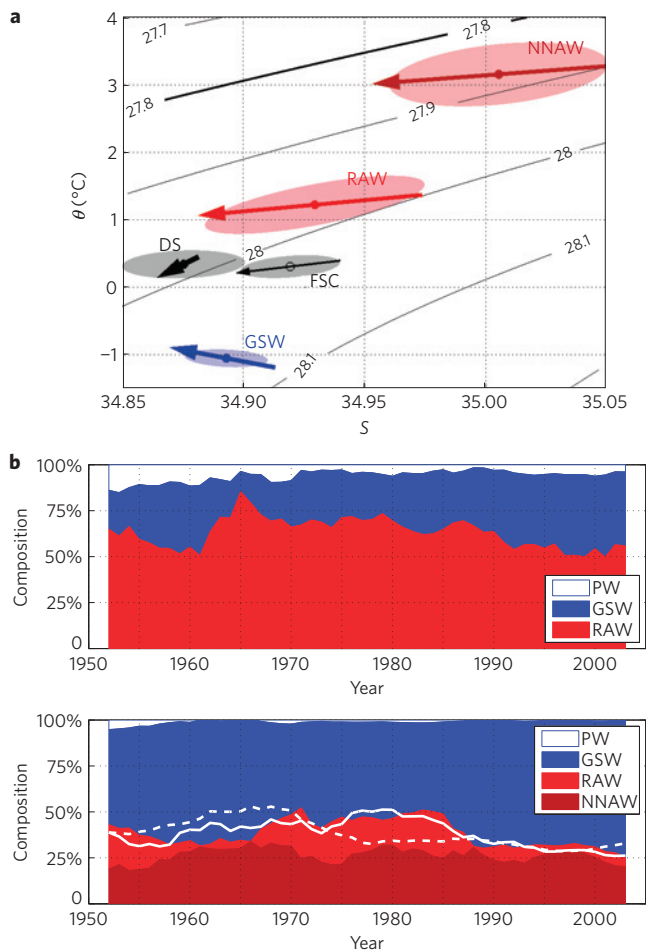 a
4
3
2
1
0
−1
θ (°C)
27.7
27.8
27.8
27.9
28
28
28.1
28.1
NNAW
RAW
DS
FSC
GSW
34.85
34.90
34.95
35.00
35.05
S
b
100%
75%
50%
25%
0
Composition
PW
GSW
RAW
1950
1960
1970
1980
1990
2000
Year
100%
75%
50%
25%
0
Composition
PW
GSW
RAW
NNAW
1950
1960
1970
1980
1990
2000
Year